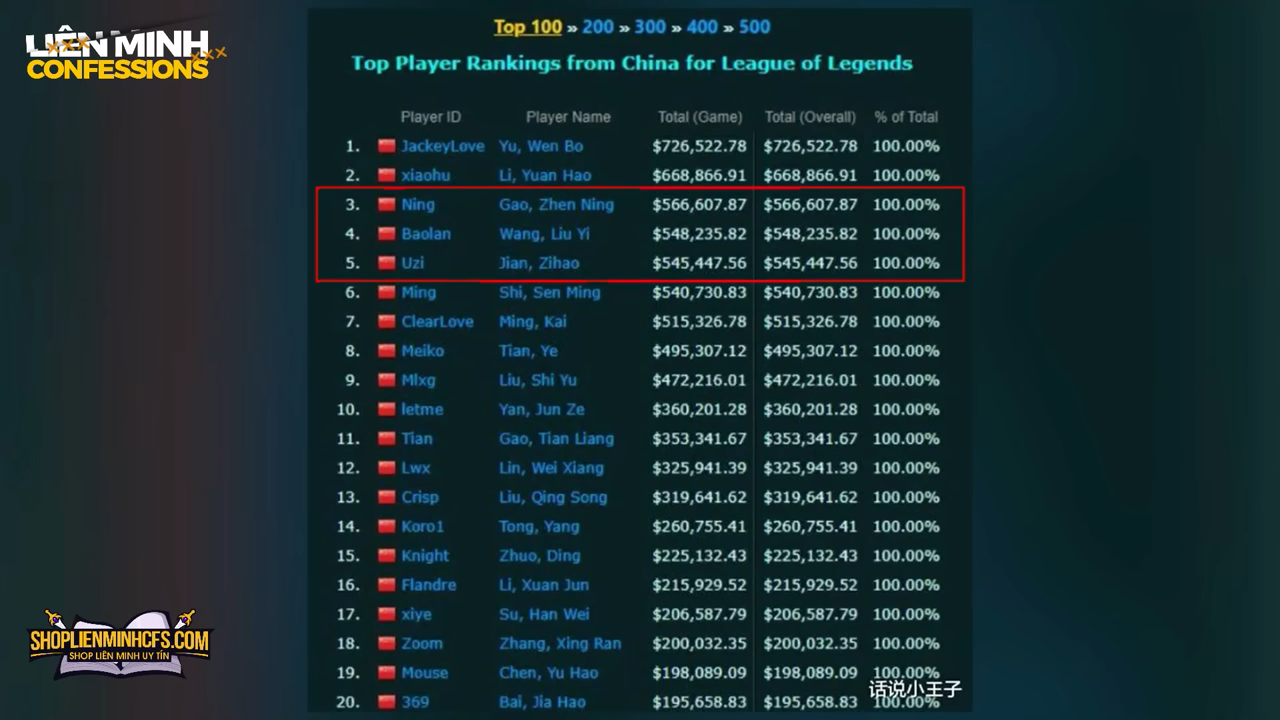 LIÊN MINH
CONFESSIONS
Top 100 » 200 » 300 » 400 » 500
Top Player Rankings from China for League of Legends
Player ID Player Name Total (Game) Total (Overall) % of Total
1. JackeyLove Yu, Wen Bo $726,522.78 $726,522.78 100.00%
2. xiaohu Li, Yuan Hao $668,866.91 $668,866.91 100.00%
3. Ning Gao, Zhen Ning $566,607.87 $566,607.87 100.00%
4. Baolan Wang, Liu Yi $548,235.82 $548,235.82 100.00%
5. Uzi Jian, Zihao $545,447.56 $545,447.56 100.00%
6. Ming Shi, Sen Ming $540,730.83 $540,730.83 100.00%
7. ClearLove Ming, Kai $515,326.78 $515,326.78 100.00%
8. Meiko Tian, Ye $495,307.12 $495,307.12 100.00%
9. Mlxg Liu, Shi Yu $472,216.01 $472,216.01 100.00%
10. letme Yan, Jun Ze $360,201.28 $360,201.28 100.00%
11. Tian Gao, Tian Liang $353,341.67 $353,341.67 100.00%
12. Lwx Lin, Wei Xiang $325,941.39 $325,941.39 100.00%
13. Crisp Liu, Qing Song $319,641.62 $319,641.62 100.00%
14. Koro1 Tong, Yang $260,755.41 $260,755.41 100.00%
15. Knight Zhuo, Ding $225,132.43 $225,132.43 100.00%
16. Flandre Li, Xuan Jun $215,929.52 $215,929.52 100.00%
17. xiye Su, Han Wei $206,587.79 $206,587.79 100.00%
18. Zoom Zhang, Xing Ran $200,032.35 $200,032.35 100.00%
19. Mouse Chen, Yu Hao $198,089.09 $198,089.09 100.00%
20. 369 Bai, Jia Hao $195,658.83 $195,658.83 100.00%
话说小王子
SHOPLIENMINHCFS.COM
SHOP LIÊN MINH UY TÍN